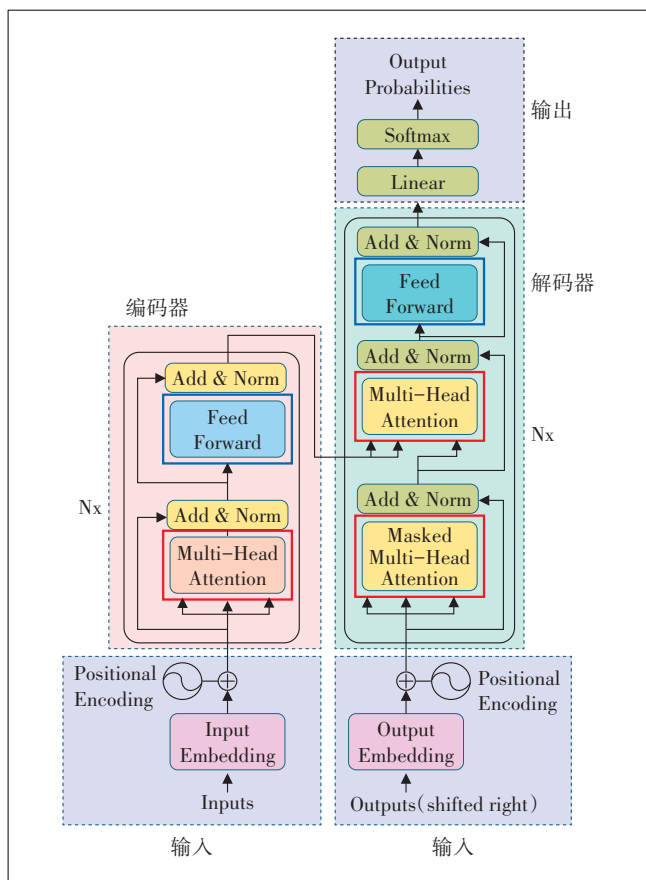 Output
Probabilities
输出
Softmax
Linear
Add & Norm
解码器
Feed
Forward
编码器
Add & Norm
Add & Norm
Multi-Head
Attention
Feed
Forward
Nx
Nx
Add & Norm
Add & Norm
Masked
Multi-Head
Attention
Multi-Head
Attention
Positional
Encoding
Positional
Encoding
Input
Embedding
Output
Embedding
Inputs
Outputs(shifted right)
输入
输入